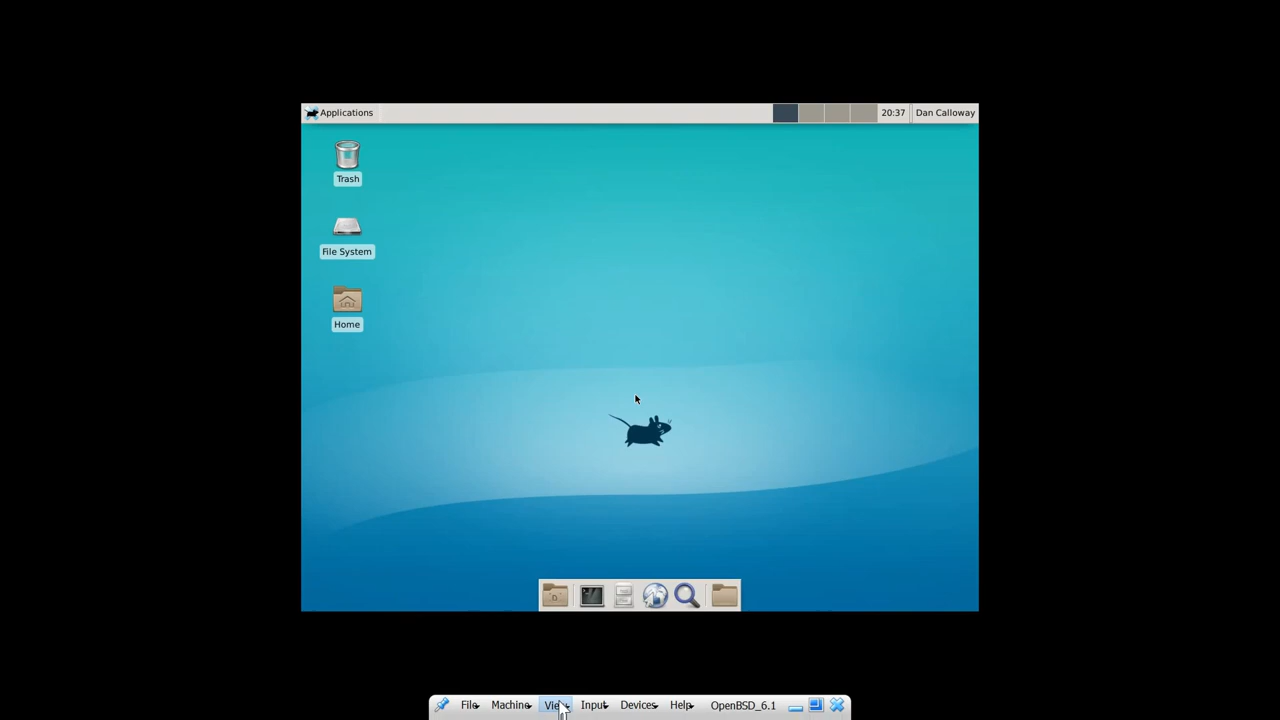 Applications
20:37
Dan Calloway
Trash
File System
Home
File Machine View Input Devices Help OpenBSD_6.1